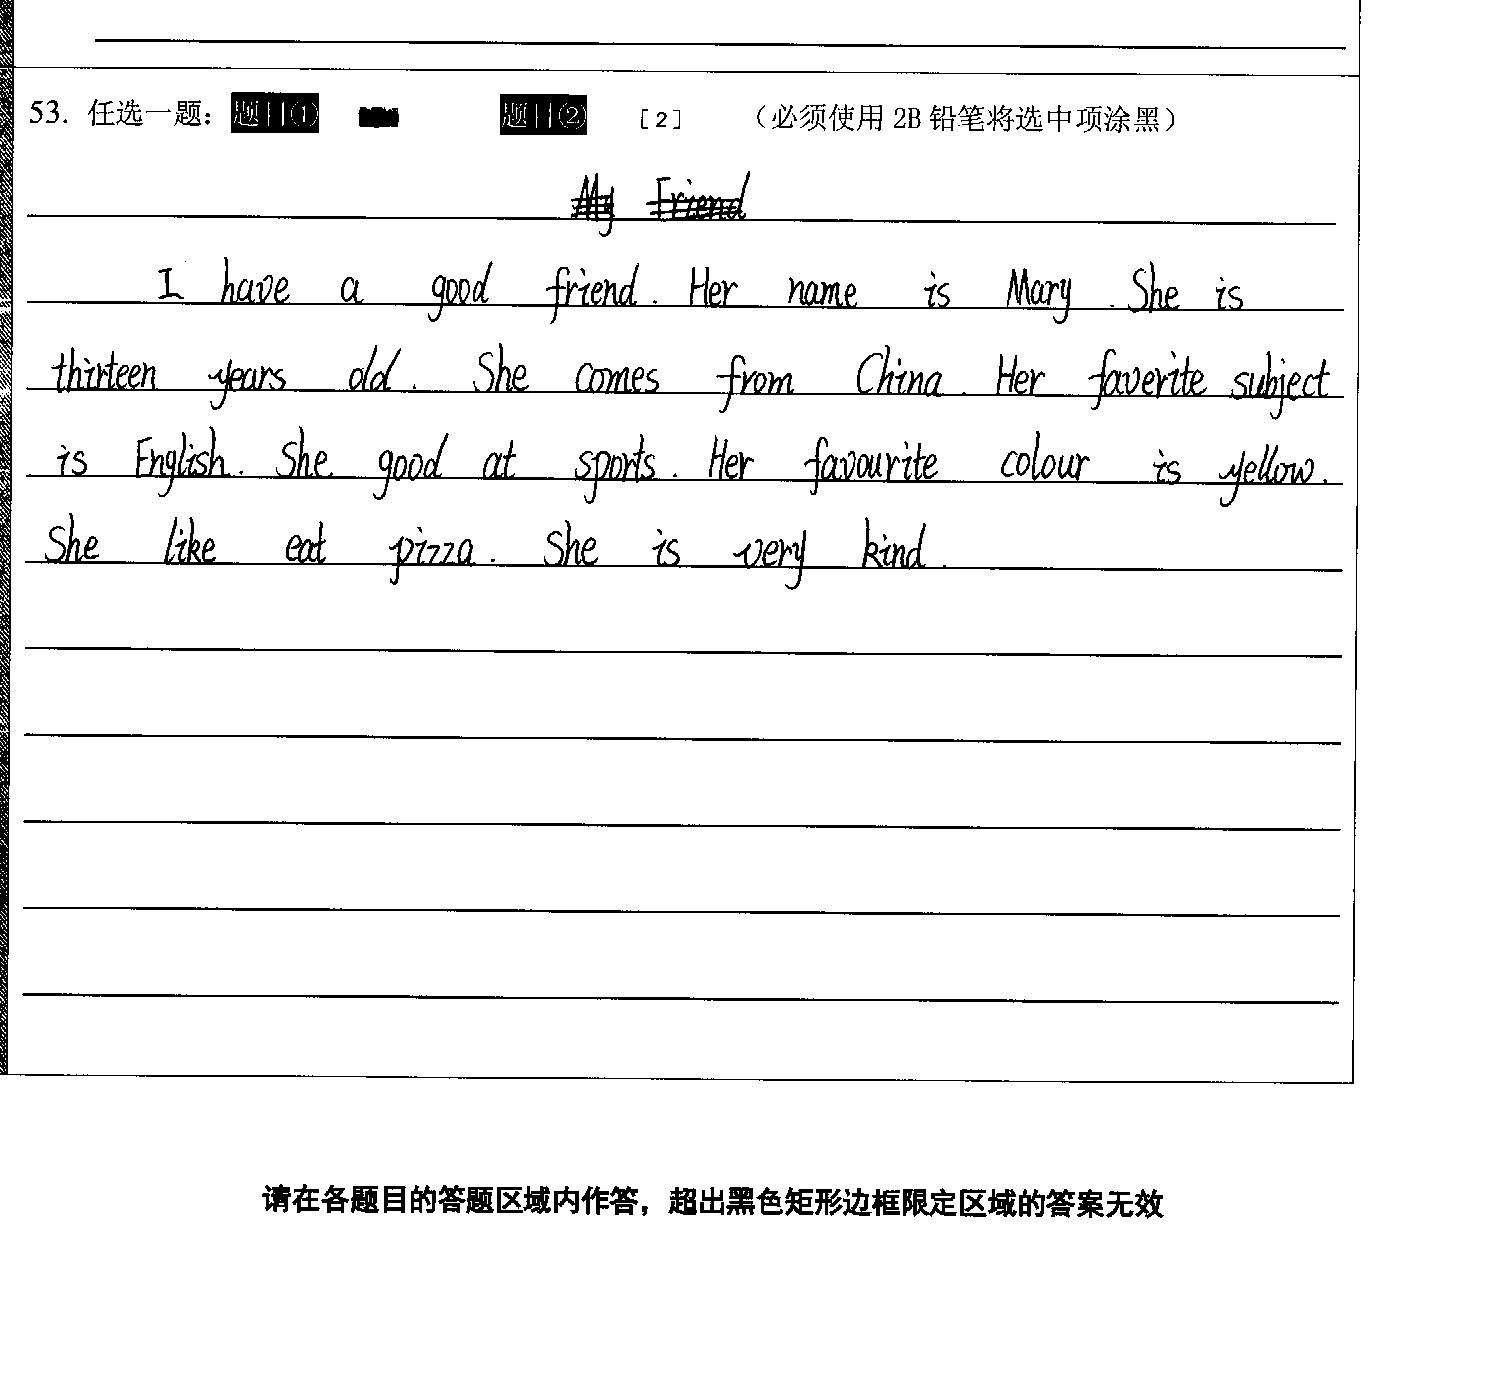 53. 任选一题：题目① 题目② [2] （必须使用 2B 铅笔将选中项涂黑）
My Friend
I have a good friend. Her name is Mary. She is
thirteen years old. She comes from China. Her faverite subject
is English. She good at sports. Her favourite colour is yellow.
She like eat pizza. She is very kind.
请在各题目的答题区域内作答，超出黑色矩形边框限定区域的答案无效